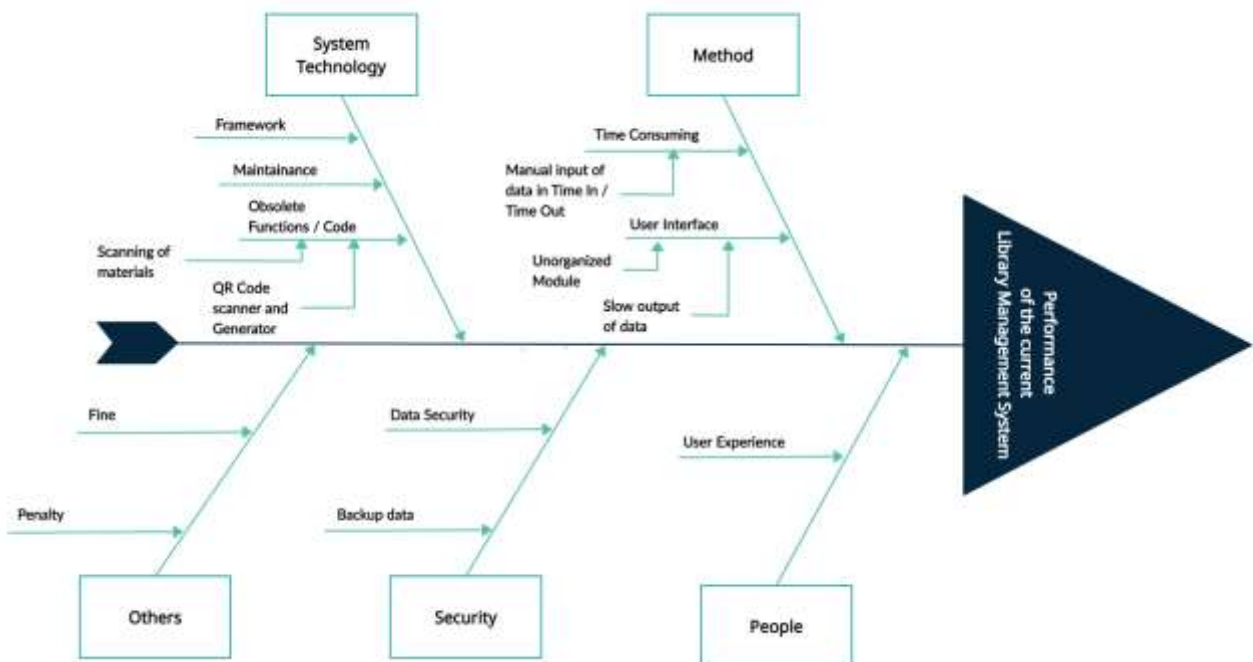 System
Technology
Method
Framework
Time Consuming
Maintainance
Manual input of
data in Time In /
Time Out
Obsolete
Functions / Code
User Interface
Scanning of
materials
Unorganized
Module
QR Code
scanner and
Generator
Slow output
of data
Performance
of the current
Library Management System
Fine
Data Security
User Experience
Penalty
Backup data
Others
Security
People